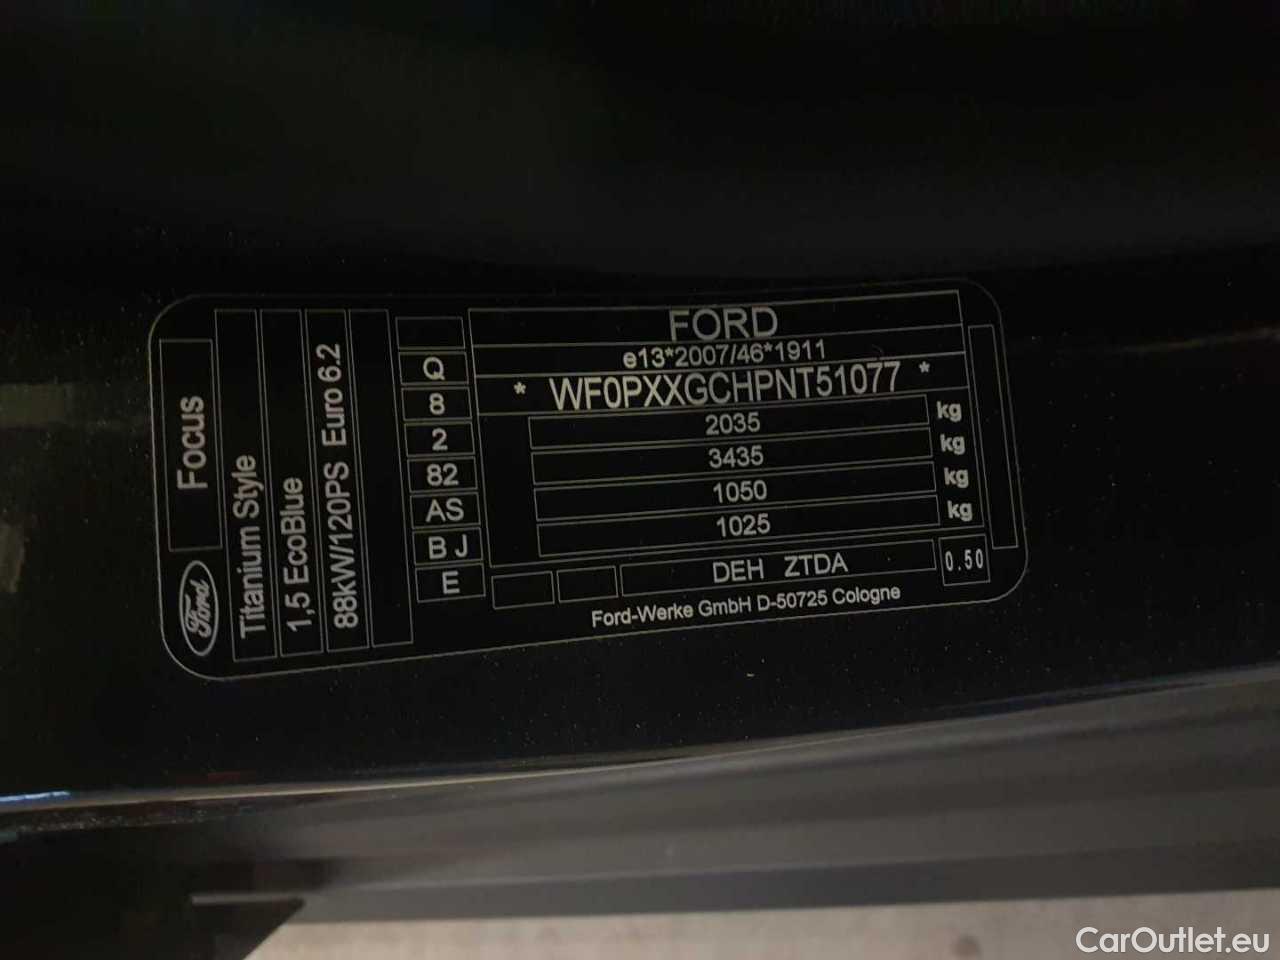 FORD
e13*2007/46*1911
* WF0PXXGCHPNT51077 *
2035 kg
3435 kg
1050 kg
1025 kg
DEH ZTDA
0.50
Ford-Werke GmbH D-50725 Cologne
Q
8
2
82
AS
B J
E
Focus
Ford
Titanium Style
1,5 EcoBlue
88kW/120PS Euro 6.2
CarOutlet.eu